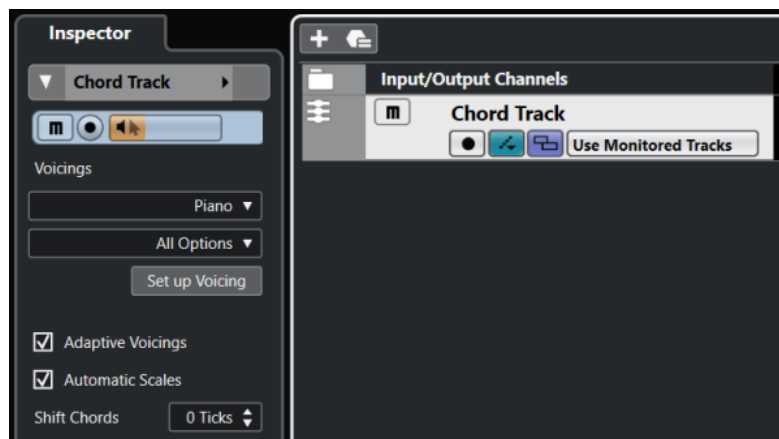 Inspector
Chord Track
m
Voicings
Piano
All Options
Set up Voicing
Adaptive Voicings
Automatic Scales
Shift Chords 0 Ticks
Input/Output Channels
m Chord Track
Use Monitored Tracks